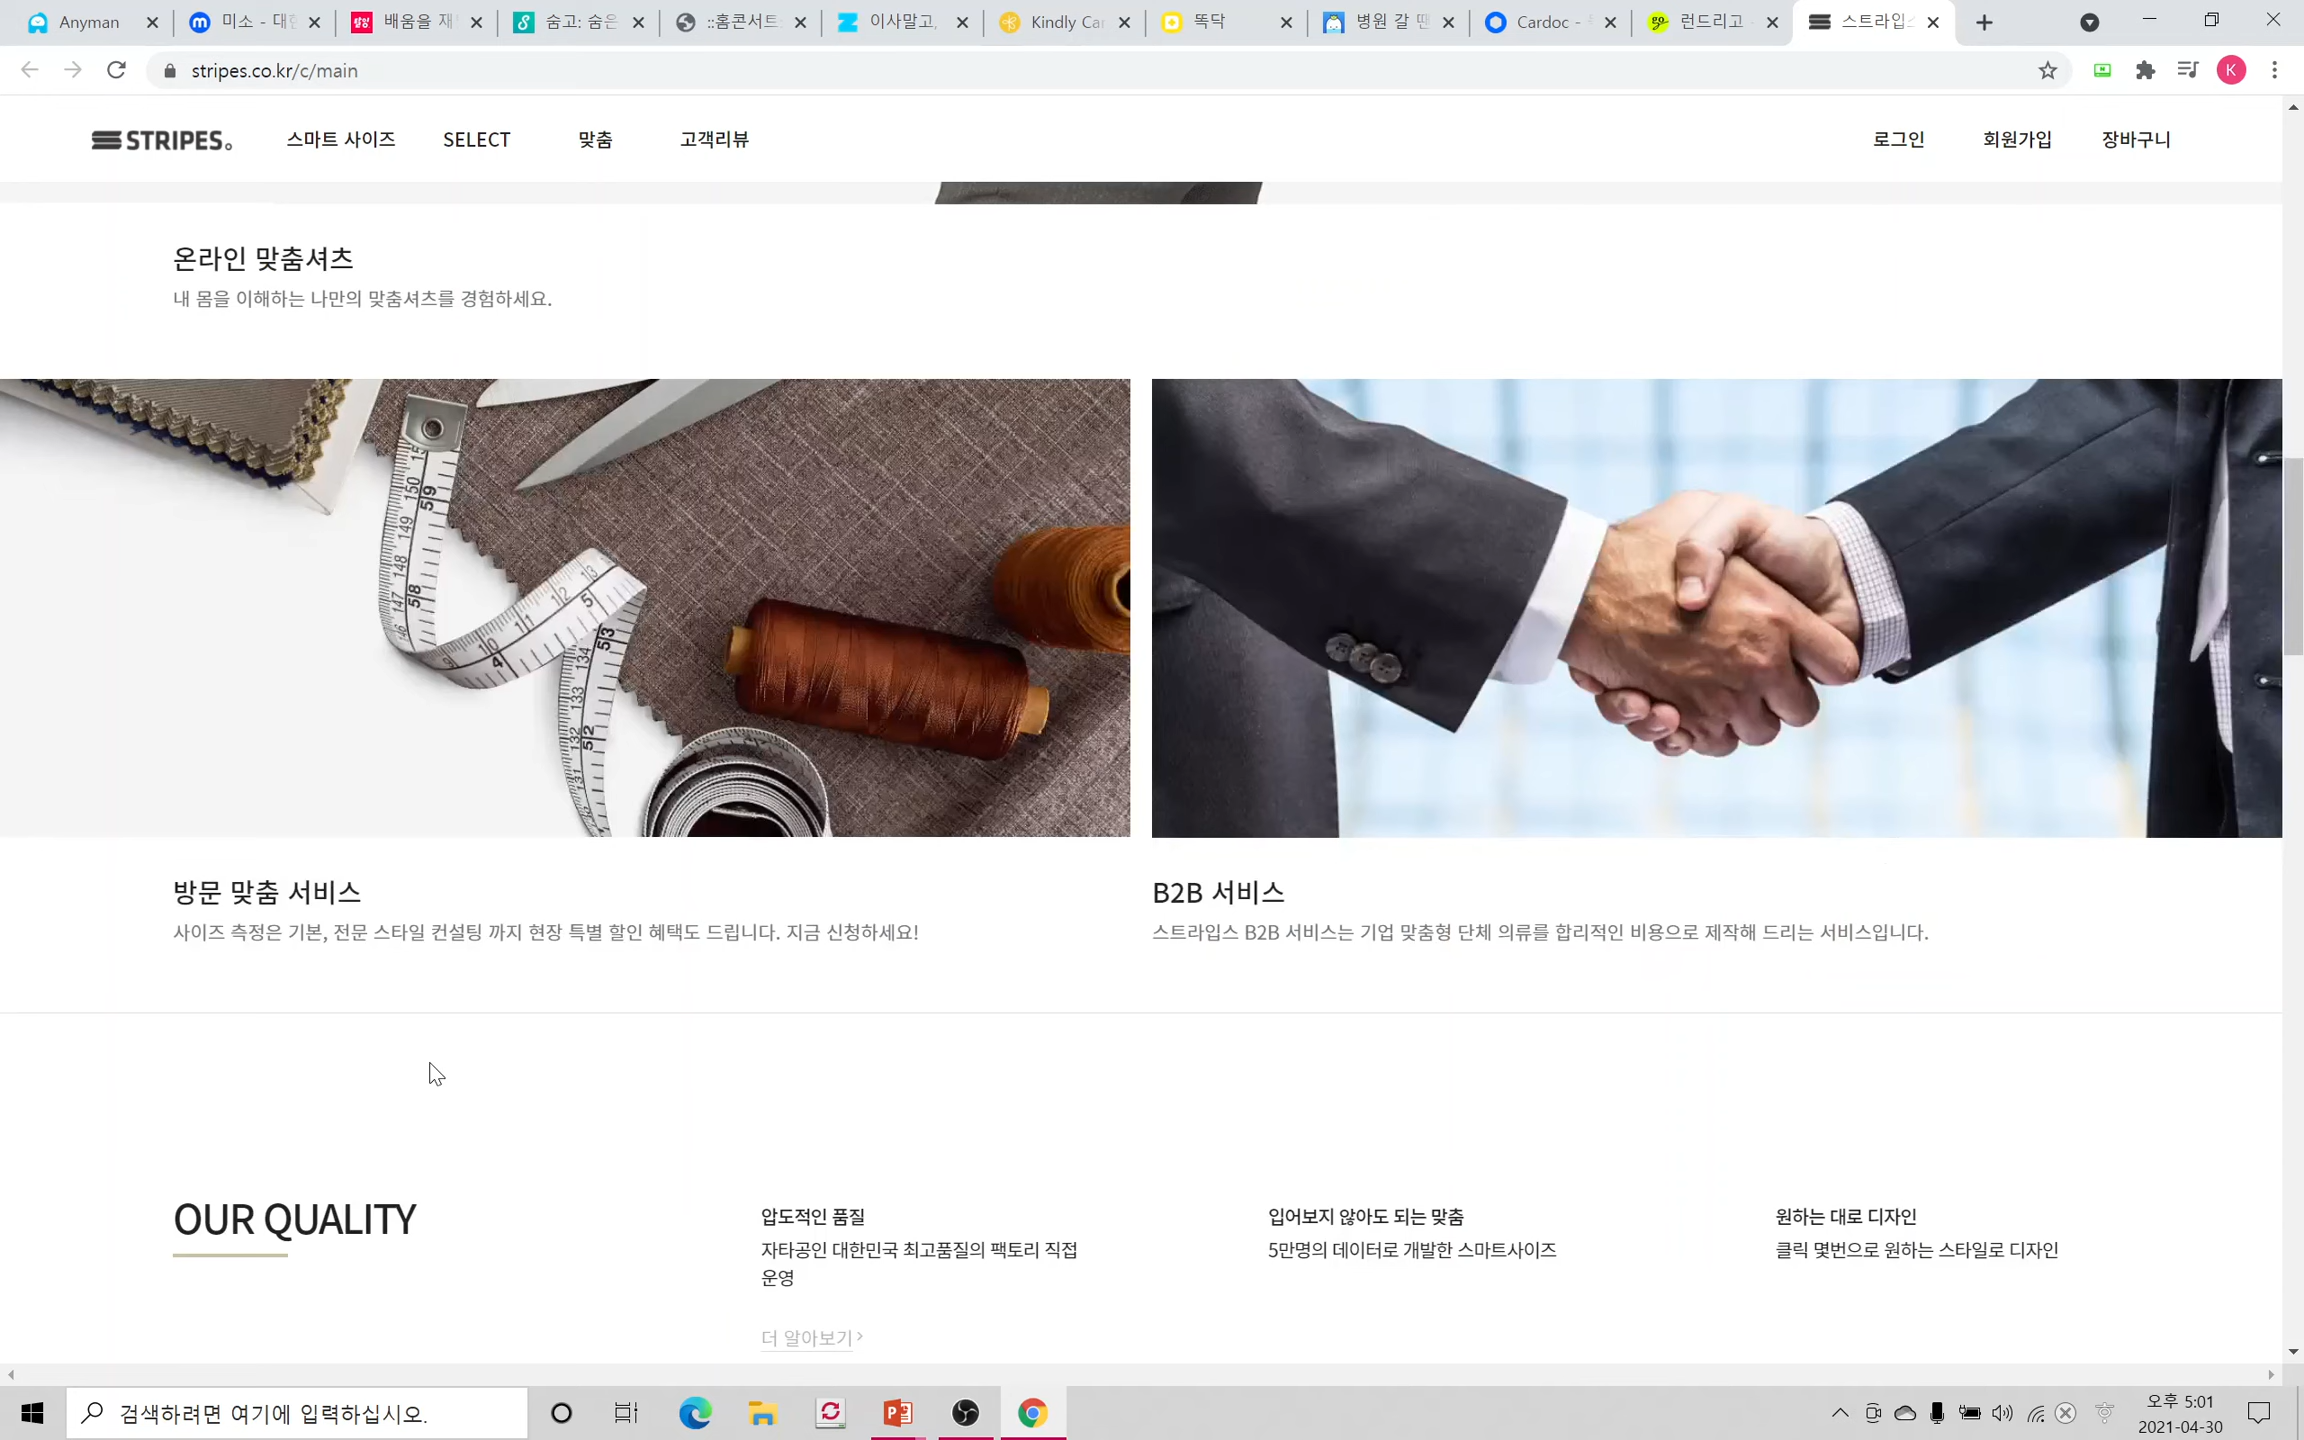 Anyman
미소 - 대한
배움을 재
숨고: 숨은
::홈콘서트
이사말고,
Kindly Car
똑닥
병원 갈 땐
Cardoc -
런드리고 -
스트라입스
stripes.co.kr/c/main
K
STRIPES.
스마트 사이즈
SELECT
맞춤
고객리뷰
로그인
회원가입
장바구니
온라인 맞춤셔츠
내 몸을 이해하는 나만의 맞춤셔츠를 경험하세요.
방문 맞춤 서비스
사이즈 측정은 기본, 전문 스타일 컨설팅 까지 현장 특별 할인 혜택도 드립니다. 지금 신청하세요!
B2B 서비스
스트라입스 B2B 서비스는 기업 맞춤형 단체 의류를 합리적인 비용으로 제작해 드리는 서비스입니다.
OUR QUALITY
압도적인 품질
자타공인 대한민국 최고품질의 팩토리 직접
운영
더 알아보기
입어보지 않아도 되는 맞춤
5만명의 데이터로 개발한 스마트사이즈
원하는 대로 디자인
클릭 몇번으로 원하는 스타일로 디자인
검색하려면 여기에 입력하십시오.
오후 5:01
2021-04-30